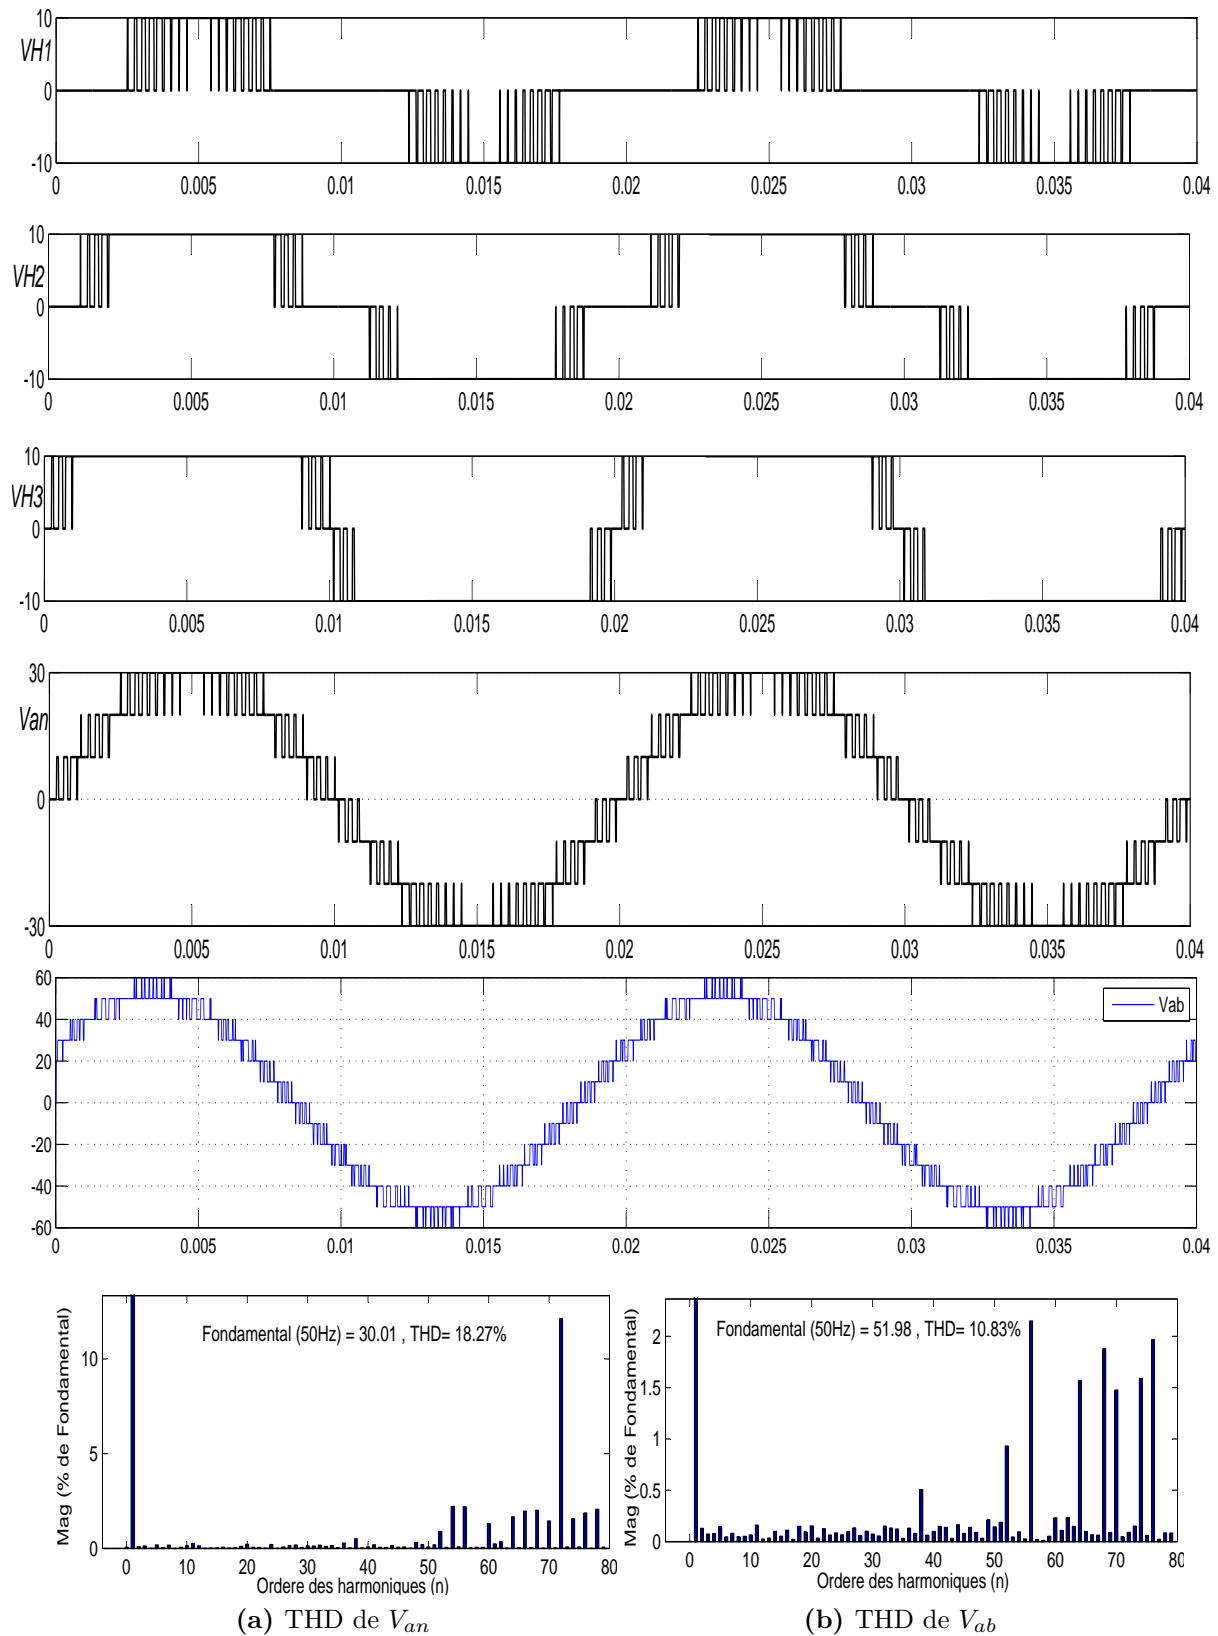 10
VH1
0
-10
0 0.005 0.01 0.015 0.02 0.025 0.03 0.035 0.04
10
VH2
0
-10
0 0.005 0.01 0.015 0.02 0.025 0.03 0.035 0.04
10
VH3
0
-10
0 0.005 0.01 0.015 0.02 0.025 0.03 0.035 0.04
30
Van
0
-30
0 0.005 0.01 0.015 0.02 0.025 0.03 0.035 0.04
60
Vab
40
20
0
-20
-40
-60
0 0.005 0.01 0.015 0.02 0.025 0.03 0.035 0.04
Mag (% de Fondamental)
Fondamental (50Hz) = 30.01 , THD= 18.27%
10
5
0
0 10 20 30 40 50 60 70 80
Ordere des harmoniques (n)
(a) THD de Van
Mag (% de Fondamental)
Fondamental (50Hz) = 51.98 , THD= 10.83%
2
1.5
1
0.5
0
0 10 20 30 40 50 60 70 80
Ordere des harmoniques (n)
(b) THD de Vab